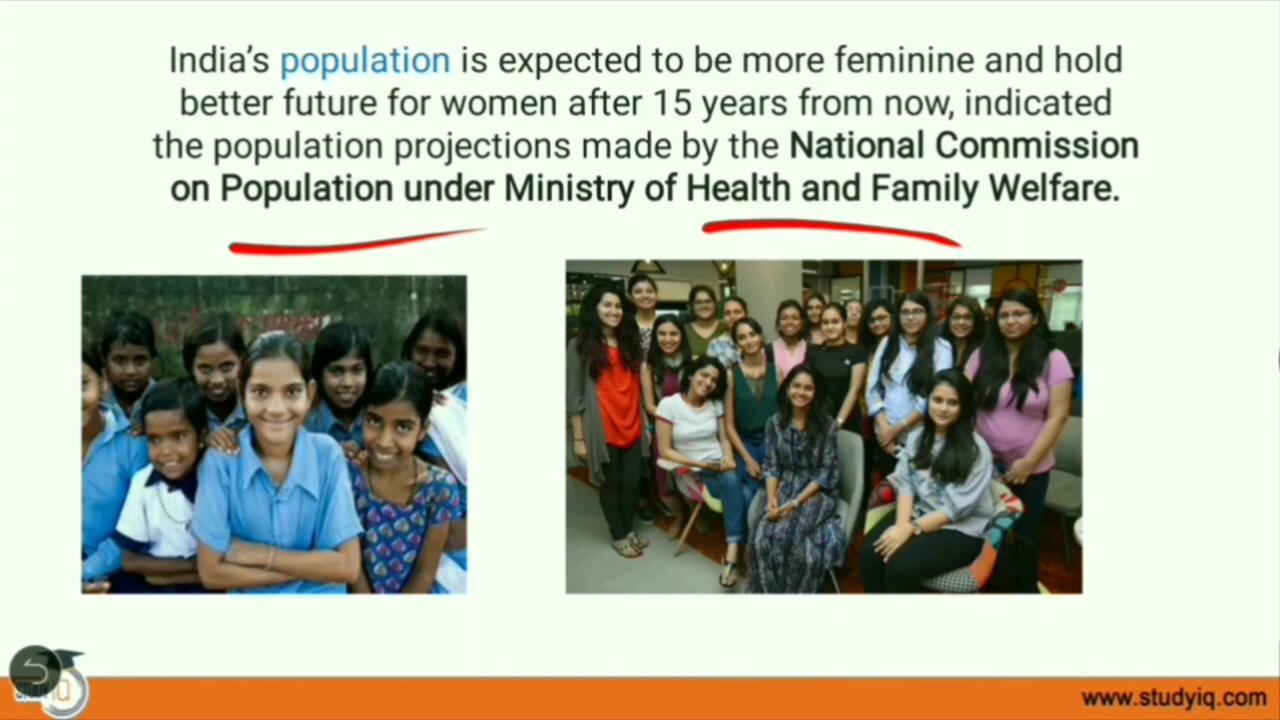 India's population is expected to be more feminine and hold
better future for women after 15 years from now, indicated
the population projections made by the National Commission
on Population under Ministry of Health and Family Welfare.
STUDY IQ
www.studyiq.com